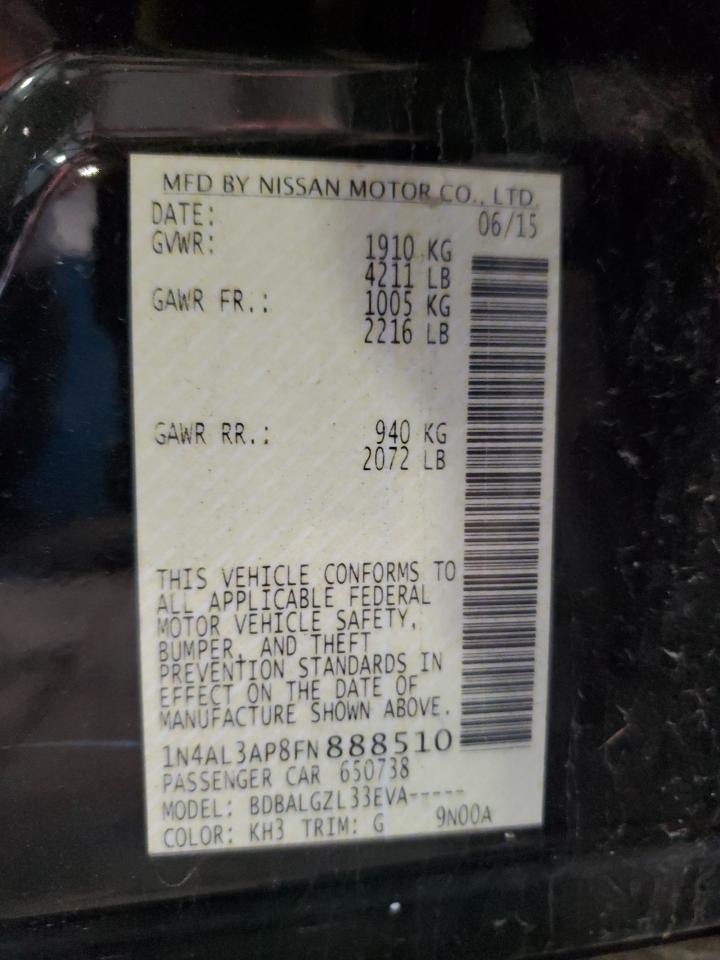 MFD BY NISSAN MOTOR CO., LTD.
DATE: 06/15
GVWR: 1910 KG
4211 LB
GAWR FR.: 1005 KG
2216 LB
GAWR RR.: 940 KG
2072 LB
THIS VEHICLE CONFORMS TO
ALL APPLICABLE FEDERAL
MOTOR VEHICLE SAFETY,
BUMPER, AND THEFT
PREVENTION STANDARDS IN
EFFECT ON THE DATE OF
MANUFACTURE SHOWN ABOVE.
1N4AL3AP8FN888510
PASSENGER CAR 650738
MODEL: BDBALGZL33EVA-----
COLOR: KH3 TRIM: G 9N00A